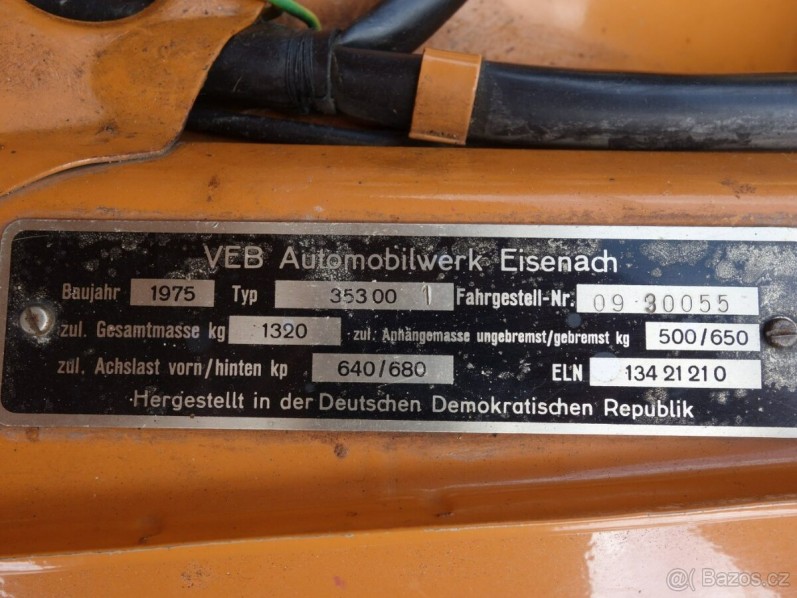 VEB Automobilwerk Eisenach
Baujahr 1975 Typ 353 00 1 Fahrgestell-Nr. 09 30055
zul. Gesamtmasse kg 1320 - zul. Anhängemasse ungebremst/gebremst kg 500/650
zul. Achslast vorn/hinten kp 640/680 ELN 134 21 21 0
Hergestellt in der Deutschen Demokratischen Republik
@( Bazoš.cz